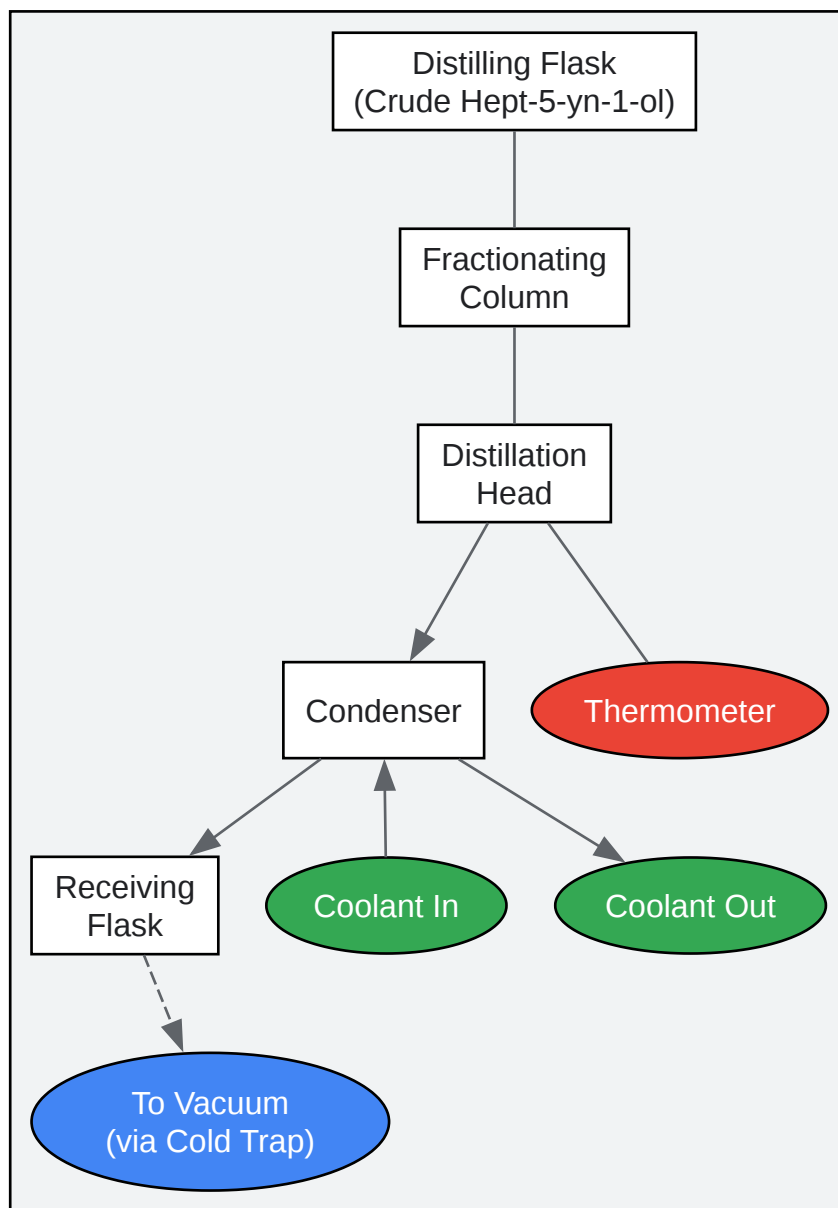 Distilling Flask
(Crude Hept-5-yn-1-ol)
Fractionating
Column
Distillation
Head
Condenser
Thermometer
Receiving
Flask
Coolant In
Coolant Out
To Vacuum
(via Cold Trap)